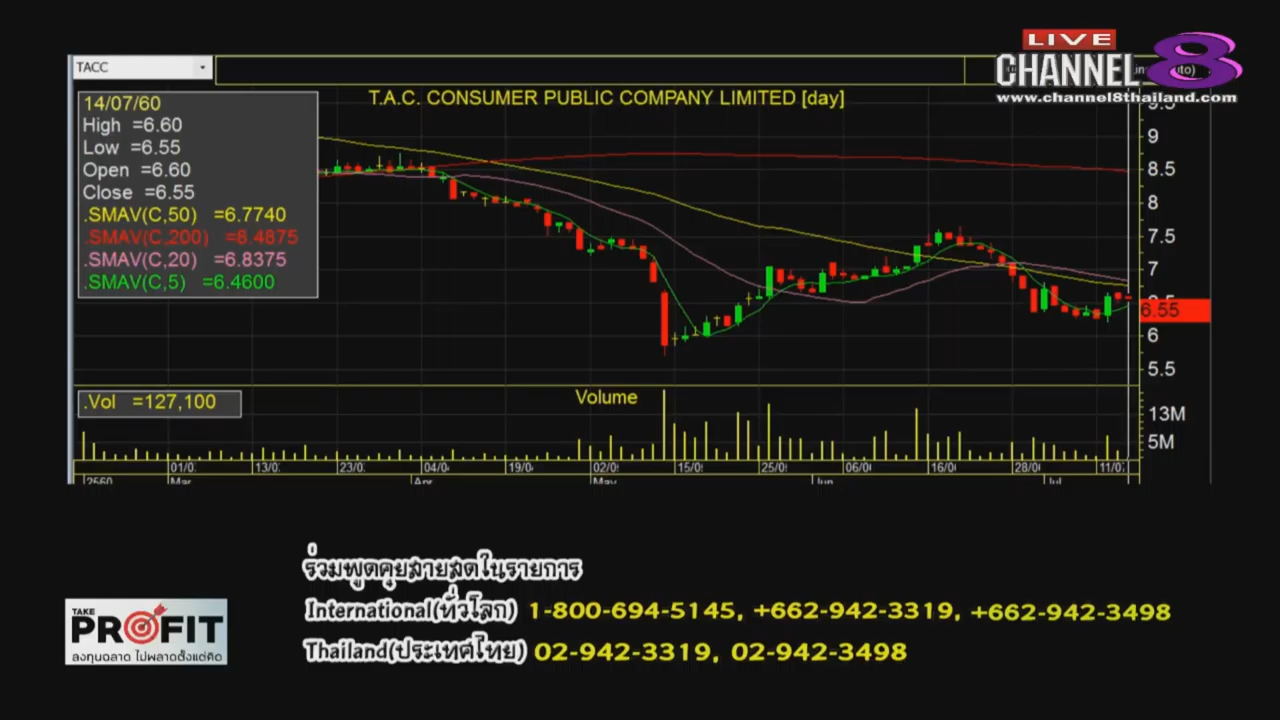 LIVE
CHANNEL 8
www.channel8thailand.com
TACC
T.A.C. CONSUMER PUBLIC COMPANY LIMITED [day]
14/07/60
High =6.60
Low =6.55
Open =6.60
Close =6.55
.SMAV(C,50) =6.7740
.SMAV(C,200) =8.4875
.SMAV(C,20) =6.8375
.SMAV(C,5) =6.4600
9.5
9
8.5
8
7.5
7
6.55
6
5.5
.Vol =127,100
Volume
13M
5M
01/0 13/0 23/0 04/0 19/0 02/0 15/0 25/0 06/0 16/0 28/0 11/0
2560 Mar Apr May Jun Jul
ร่วมพูดคุยสายสดในรายการ
International(ทั่วโลก) 1-800-694-5145, +662-942-3319, +662-942-3498
Thailand(ประเทศไทย) 02-942-3319, 02-942-3498
TAKE
PROFIT
ลงทุนฉลาด ไม่พลาดตั้งแต่คิด